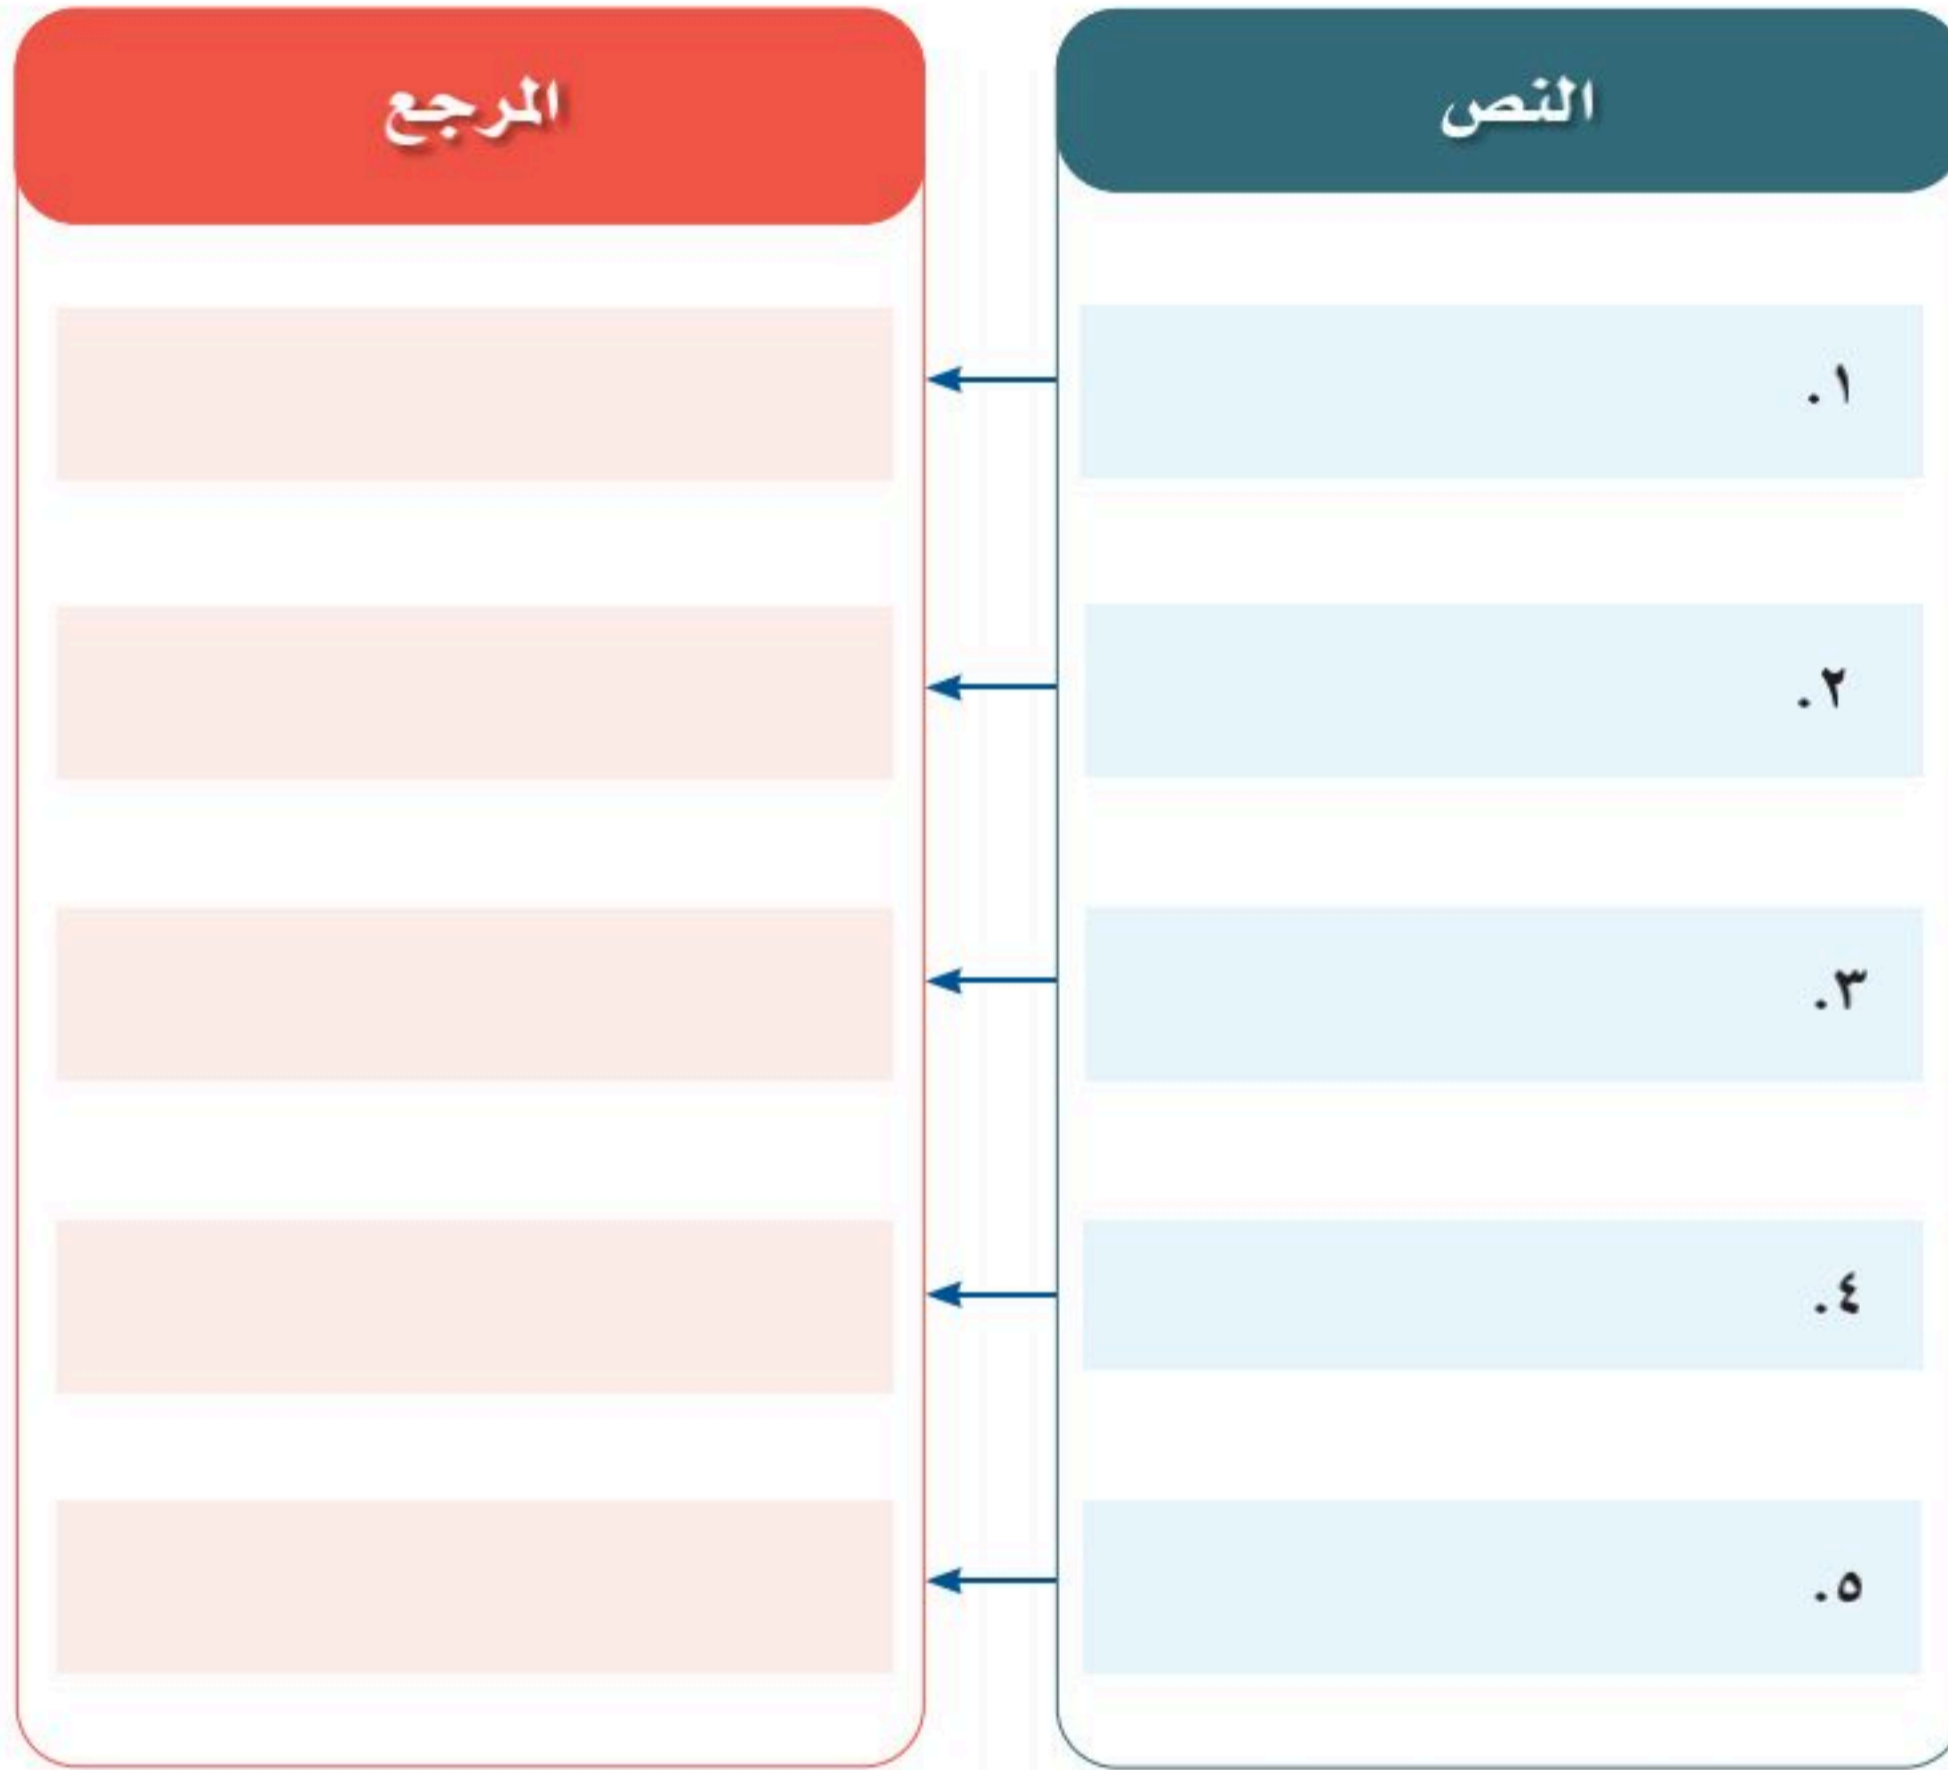 النص
المرجع
١.
٢.
٣.
٤.
٥.